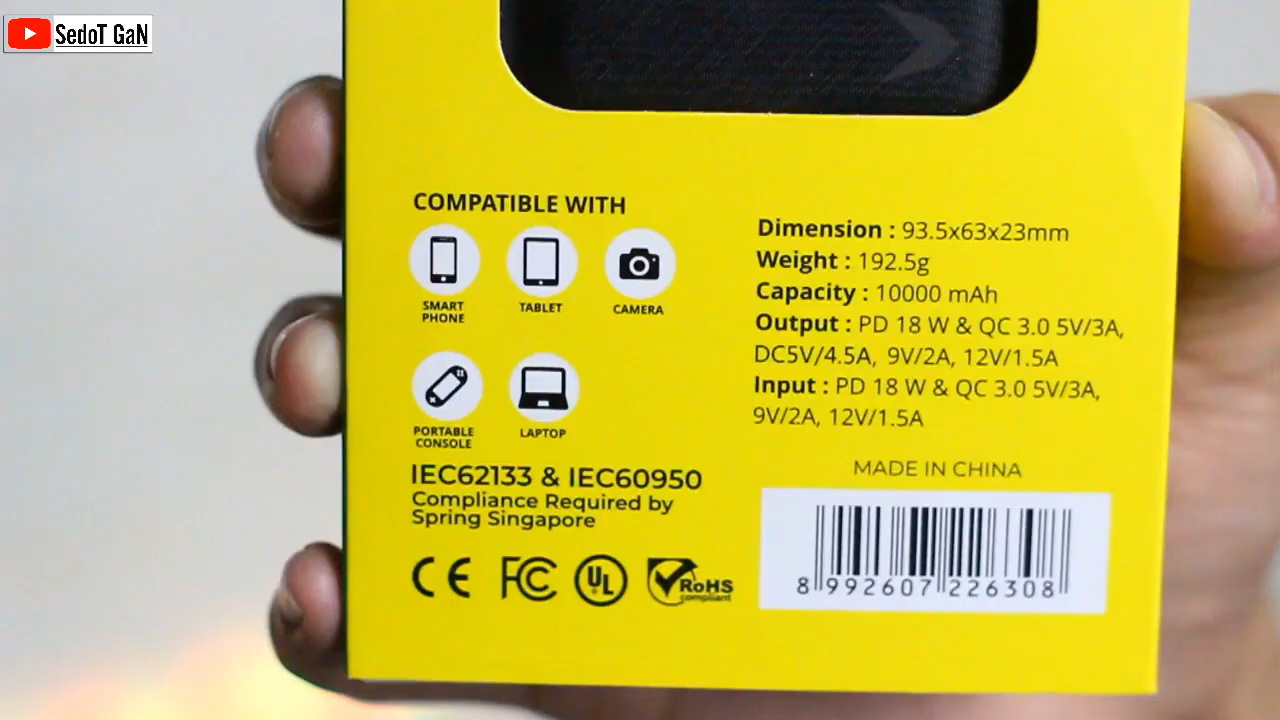 SedoT GaN
COMPATIBLE WITH
SMART
PHONE
TABLET
CAMERA
PORTABLE
CONSOLE
LAPTOP
IEC62133 & IEC60950
Compliance Required by
Spring Singapore
CE FC UL RoHS
compliant
Dimension : 93.5x63x23mm
Weight : 192.5g
Capacity : 10000 mAh
Output : PD 18 W & QC 3.0 5V/3A,
DC5V/4.5A, 9V/2A, 12V/1.5A
Input : PD 18 W & QC 3.0 5V/3A,
9V/2A, 12V/1.5A
MADE IN CHINA
8 992607 226308